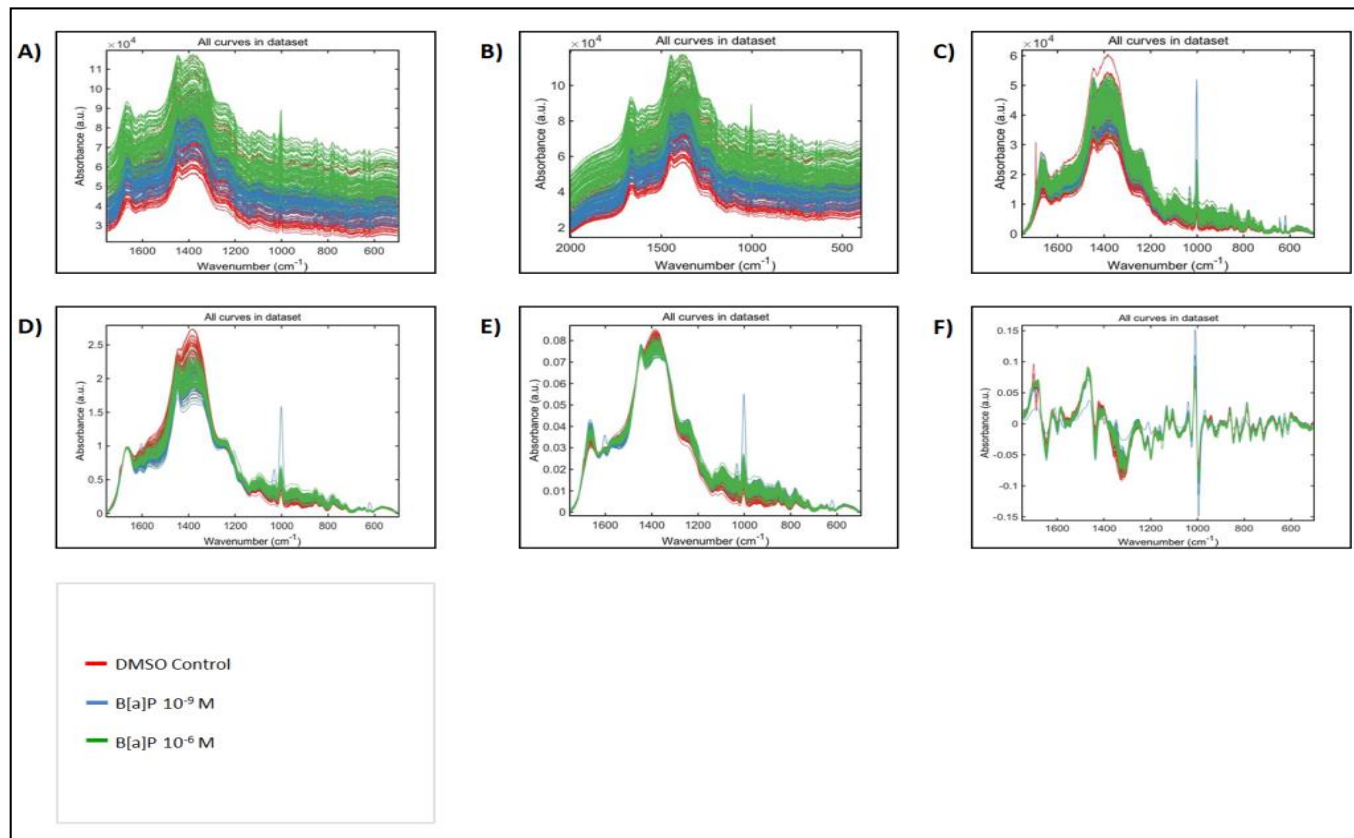 A)
All curves in dataset
×10⁴
11
10
9
8
7
6
5
4
3
Absorbance (a.u.)
1600 1400 1200 1000 800 600
Wavenumber (cm⁻¹)
B)
All curves in dataset
×10⁴
10
8
6
4
2
Absorbance (a.u.)
2000 1500 1000 500
Wavenumber (cm⁻¹)
C)
All curves in dataset
×10⁴
6
5
4
3
2
1
0
Absorbance (a.u.)
1600 1400 1200 1000 800 600
Wavenumber (cm⁻¹)
D)
All curves in dataset
2.5
2
1.5
1
0.5
0
Absorbance (a.u.)
1600 1400 1200 1000 800 600
Wavenumber (cm⁻¹)
E)
All curves in dataset
0.08
0.07
0.06
0.05
0.04
0.03
0.02
0.01
0
Absorbance (a.u.)
1600 1400 1200 1000 800 600
Wavenumber (cm⁻¹)
F)
All curves in dataset
0.15
0.1
0.05
0
-0.05
-0.1
-0.15
Absorbance (a.u.)
1600 1400 1200 1000 800 600
Wavenumber (cm⁻¹)
DMSO Control
B[a]P 10⁻⁹ M
B[a]P 10⁻⁶ M